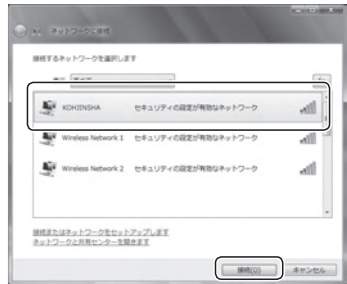 ネットワークに接続
接続するネットワークを選択します
表示 すべて
KOHJINSHA セキュリティの設定が有効なネットワーク
Wireless Network 1 セキュリティの設定が有効なネットワーク
Wireless Network 2 セキュリティの設定が有効なネットワーク
接続またはネットワークをセットアップします
ネットワークと共有センターを開きます
接続(O) キャンセル